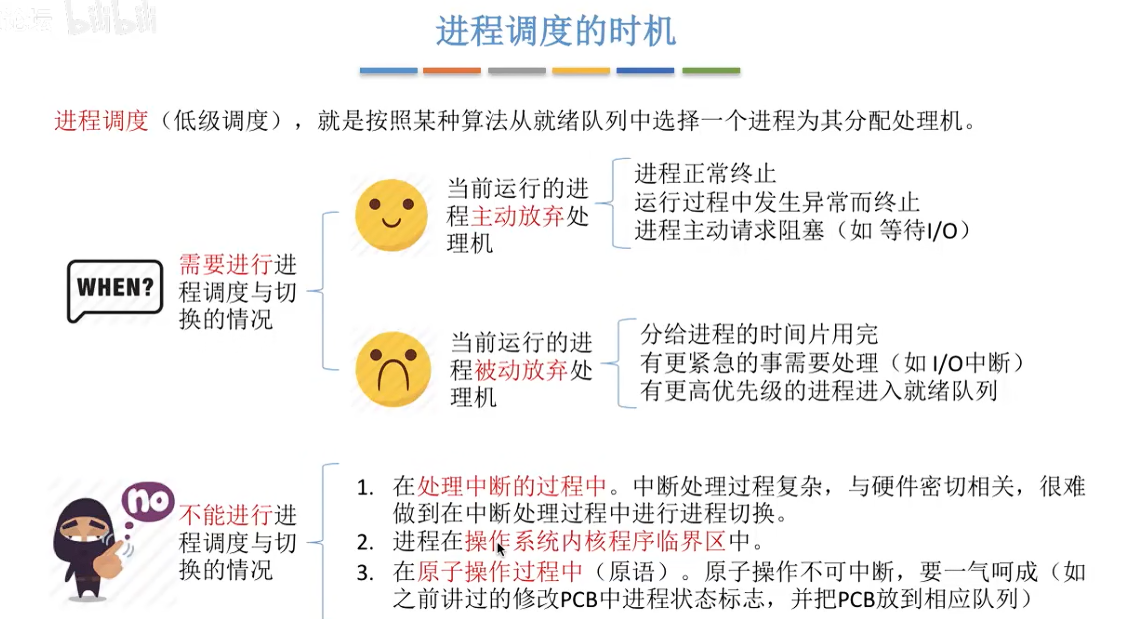 bilibili
进程调度的时机
进程调度（低级调度），就是按照某种算法从就绪队列中选择一个进程为其分配处理机。
WHEN?
需要进行进
程调度与切
换的情况
当前运行的进
程主动放弃处
理机
进程正常终止
运行过程中发生异常而终止
进程主动请求阻塞（如 等待I/O）
当前运行的进
程被动放弃处
理机
分给进程的时间片用完
有更紧急的事需要处理（如 I/O中断）
有更高优先级的进程进入就绪队列
no
不能进行进
程调度与切
换的情况
1. 在处理中断的过程中。中断处理过程复杂，与硬件密切相关，很难
做到在中断处理过程中进行进程切换。
2. 进程在操作系统内核程序临界区中。
3. 在原子操作过程中（原语）。原子操作不可中断，要一气呵成（如
之前讲过的修改PCB中进程状态标志，并把PCB放到相应队列）